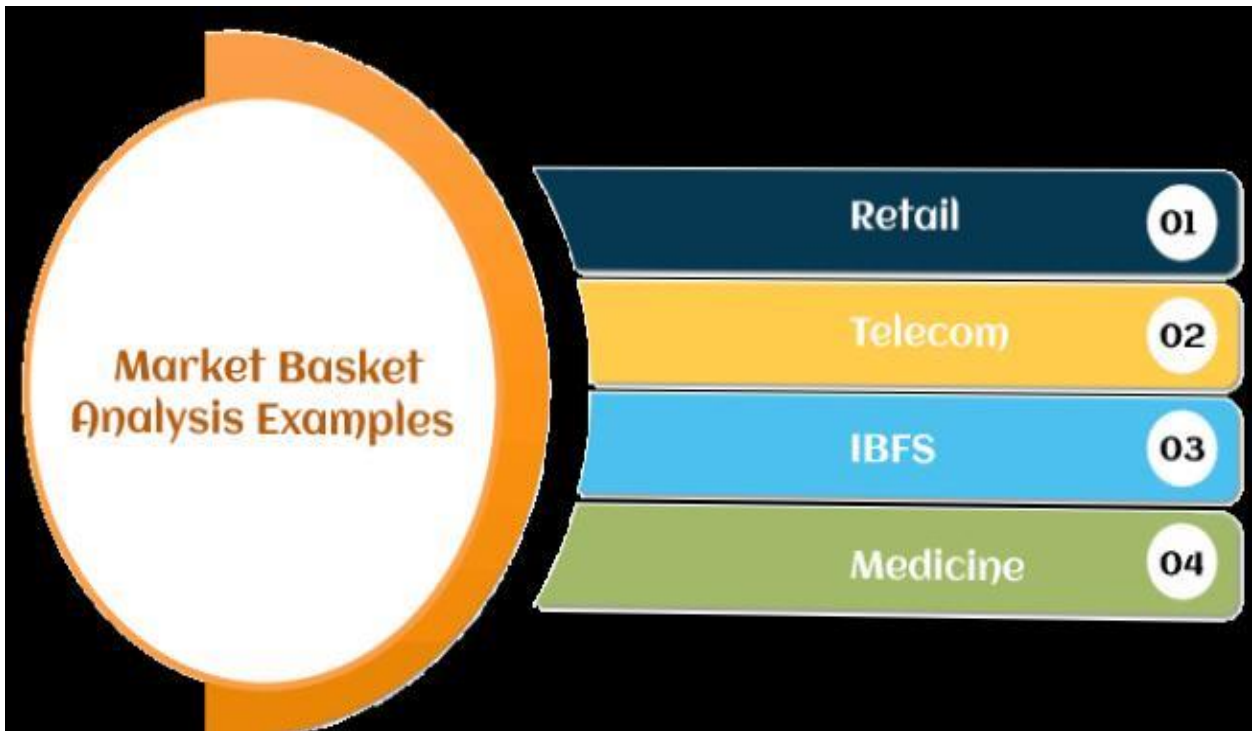 Market Basket
Analysis Examples
Retail 01
Telecom 02
IBFS 03
Medicine 04